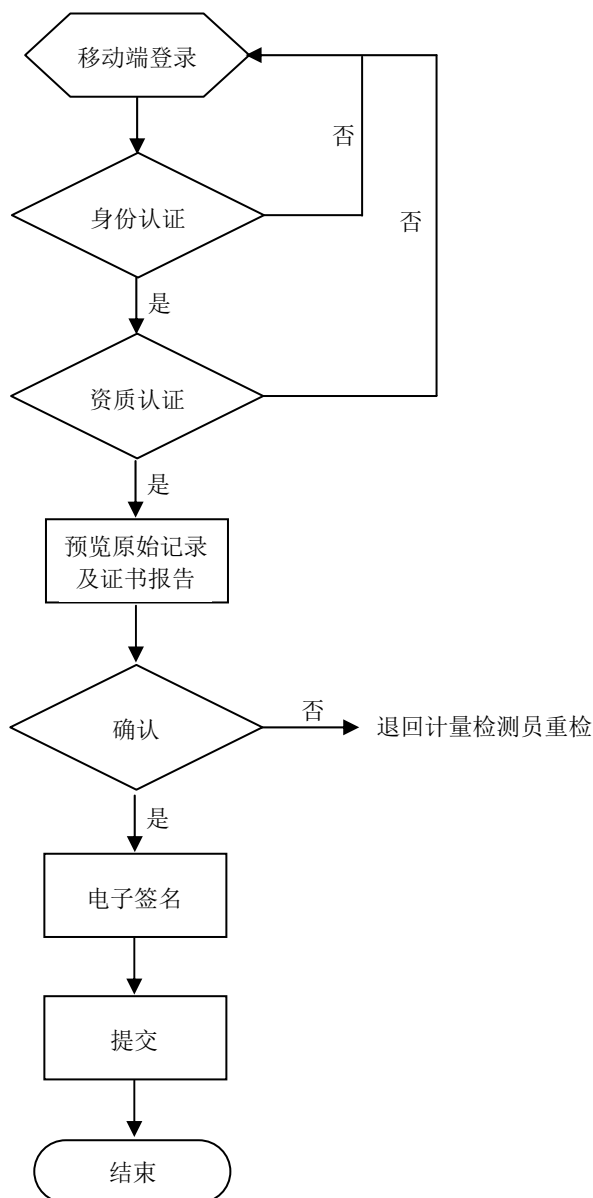 移动端登录
否
身份认证
否
是
资质认证
是
预览原始记录
及证书报告
确认
否
退回计量检测员重检
是
电子签名
提交
结束